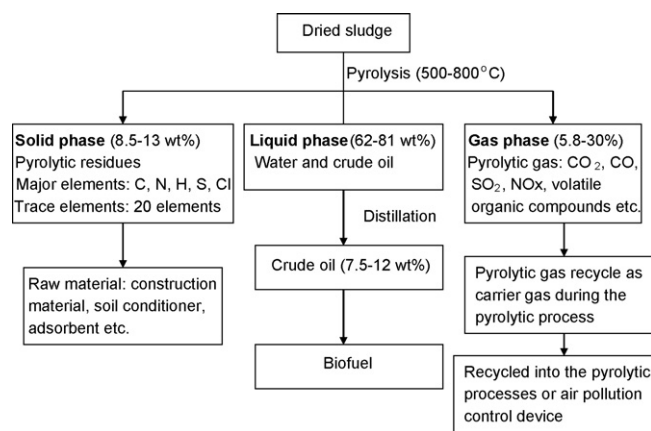 Dried sludge
Pyrolysis (500-800°C)
Solid phase (8.5-13 wt%)
Pyrolytic residues
Major elements: C, N, H, S, Cl
Trace elements: 20 elements
Liquid phase(62-81 wt%)
Water and crude oil
Gas phase (5.8-30%)
Pyrolytic gas: CO₂, CO,
SO₂, NOx, volatile
organic compounds etc.
Distillation
Raw material: construction
material, soil conditioner,
adsorbent etc.
Crude oil (7.5-12 wt%)
Pyrolytic gas recycle as
carrier gas during the
pyrolytic process
Biofuel
Recycled into the pyrolytic
processes or air pollution
control device